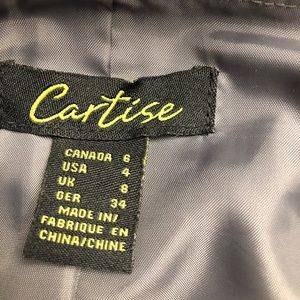 Cartise
CANADA 6
USA 4
UK 8
GER 34
MADE IN/
FABRIQUE EN
CHINA/CHINE